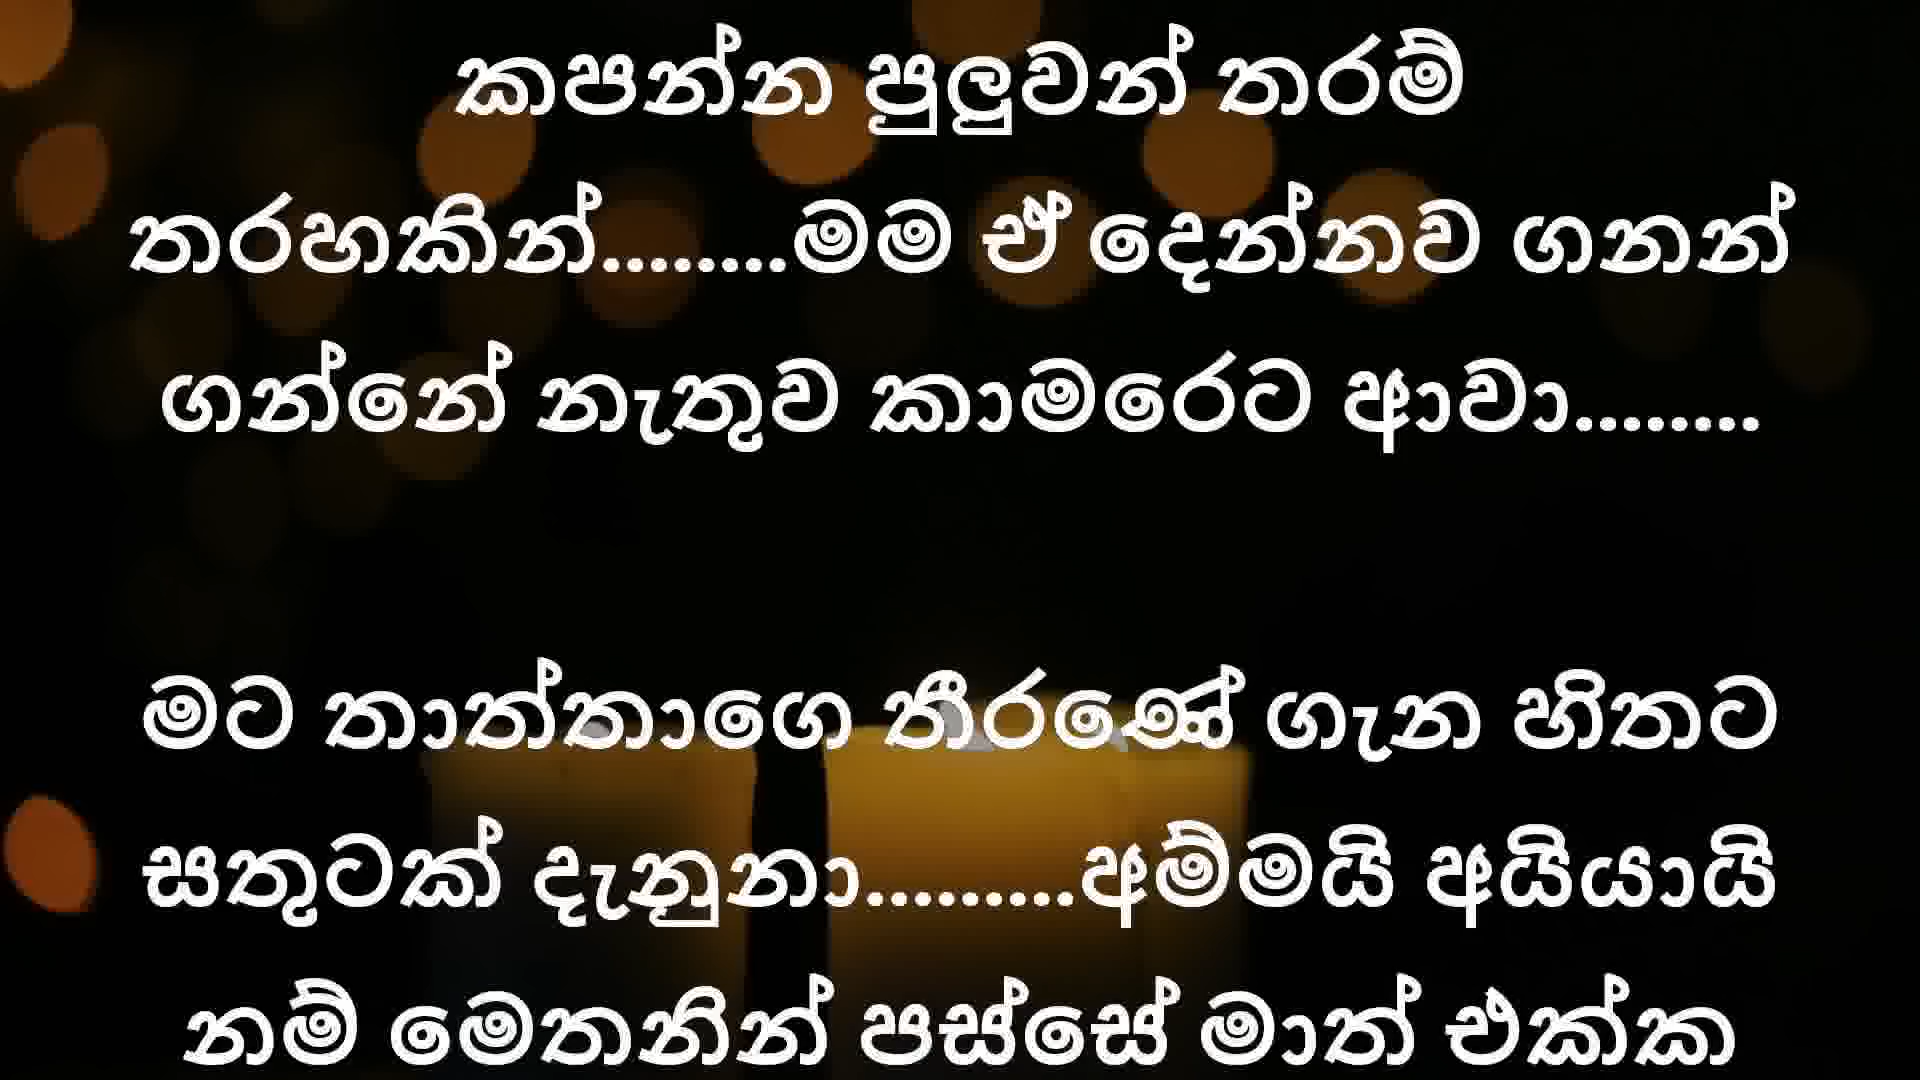 කපන්න පුලුවන් තරම්
තරහකින්........මම ඒ දෙන්නව ගනන්
ගන්නේ නැතුව කාමරෙට ආවා........
මට තාත්තාගෙ තීරණේ ගැන හිතට
සතුටක් දැනුනා.........අම්මයි අයියායි
නම් මෙතනින් පස්සේ මාත් එක්ක